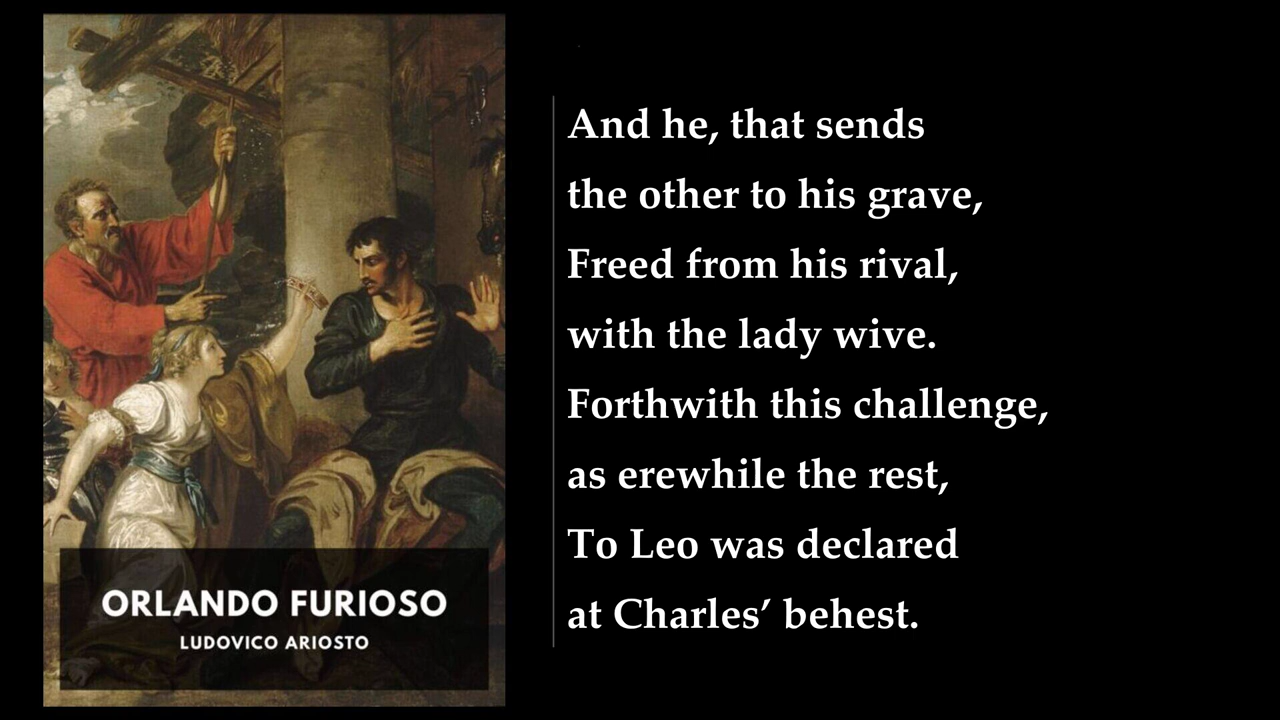 ORLANDO FURIOSO
LUDOVICO ARIOSTO
And he, that sends
the other to his grave,
Freed from his rival,
with the lady wive.
Forthwith this challenge,
as erewhile the rest,
To Leo was declared
at Charles’ behest.